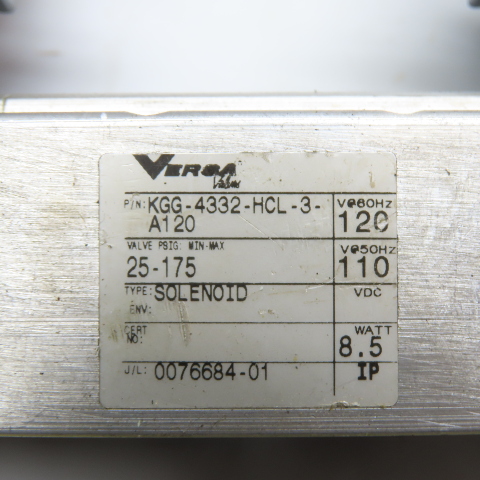 VERSA
Valves
P/N: KGG-4332-HCL-3-
A120
V@60Hz
120
VALVE PSIG: MIN-MAX
25-175
V@50Hz
110
TYPE: SOLENOID
VDC
ENV:
CERT
NO:
WATT
8.5
J/L: 0076684-01
IP